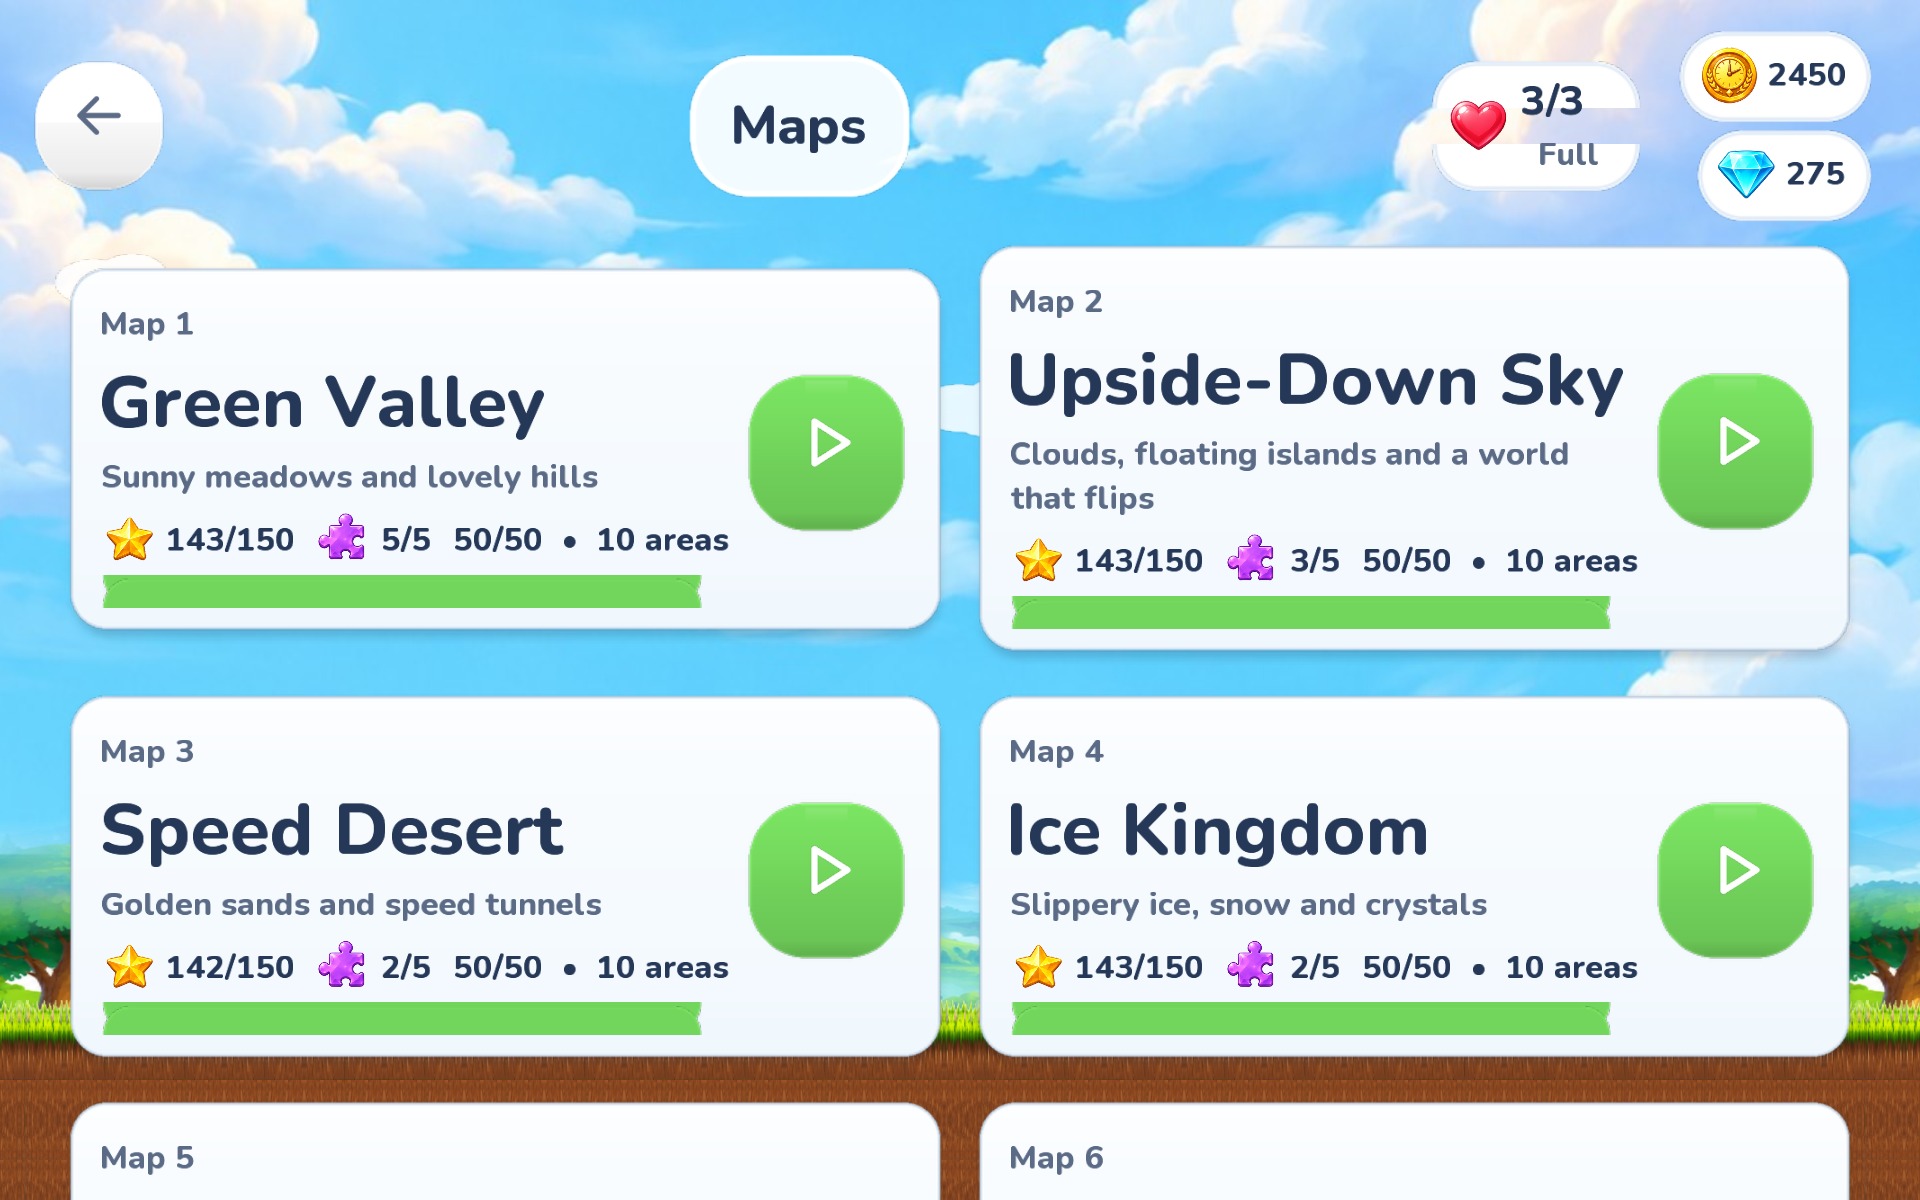 Maps
3/3
Full
2450
275
Map 1
Green Valley
Sunny meadows and lovely hills
143/150 5/5 50/50 • 10 areas
Map 2
Upside-Down Sky
Clouds, floating islands and a world
that flips
143/150 3/5 50/50 • 10 areas
Map 3
Speed Desert
Golden sands and speed tunnels
142/150 2/5 50/50 • 10 areas
Map 4
Ice Kingdom
Slippery ice, snow and crystals
143/150 2/5 50/50 • 10 areas
Map 5
Map 6